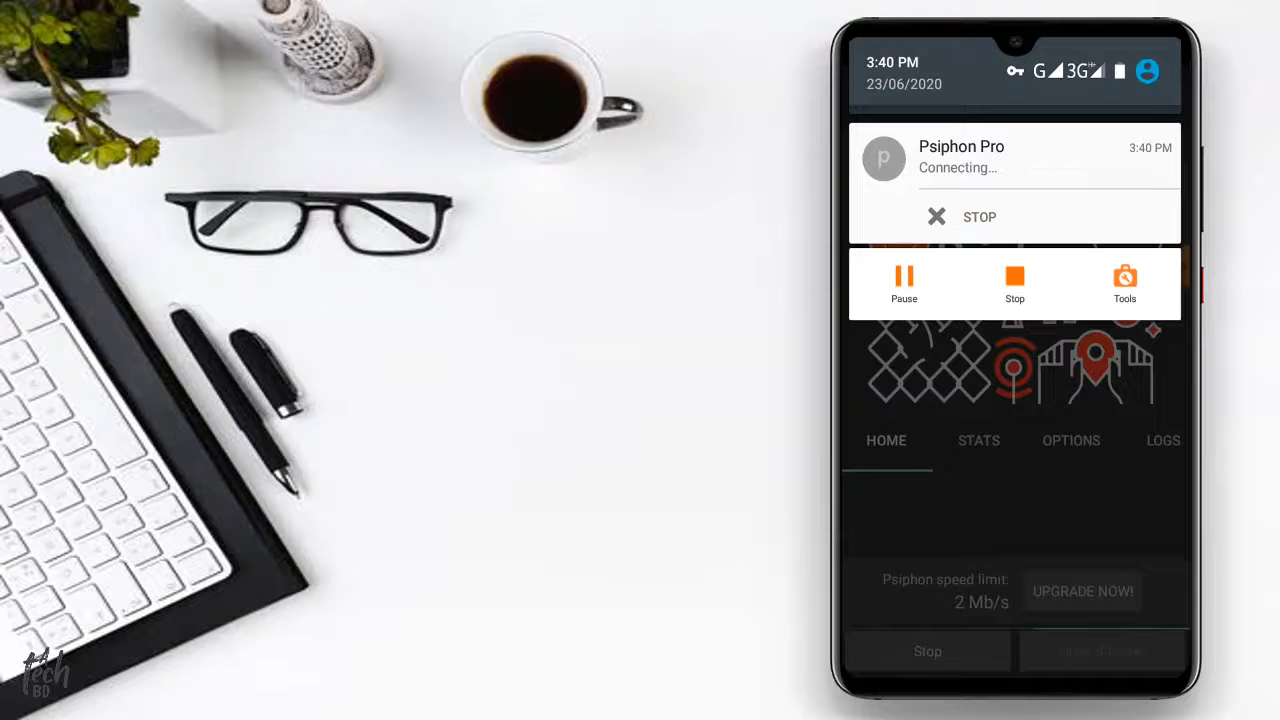 3:40 PM
23/06/2020
G 3G H+
Psiphon Pro
3:40 PM
p
Connecting...
STOP
Pause
Stop
Tools
HOME
STATS
OPTIONS
LOGS
Psiphon speed limit:
2 Mb/s
UPGRADE NOW!
Stop
Tech
BD